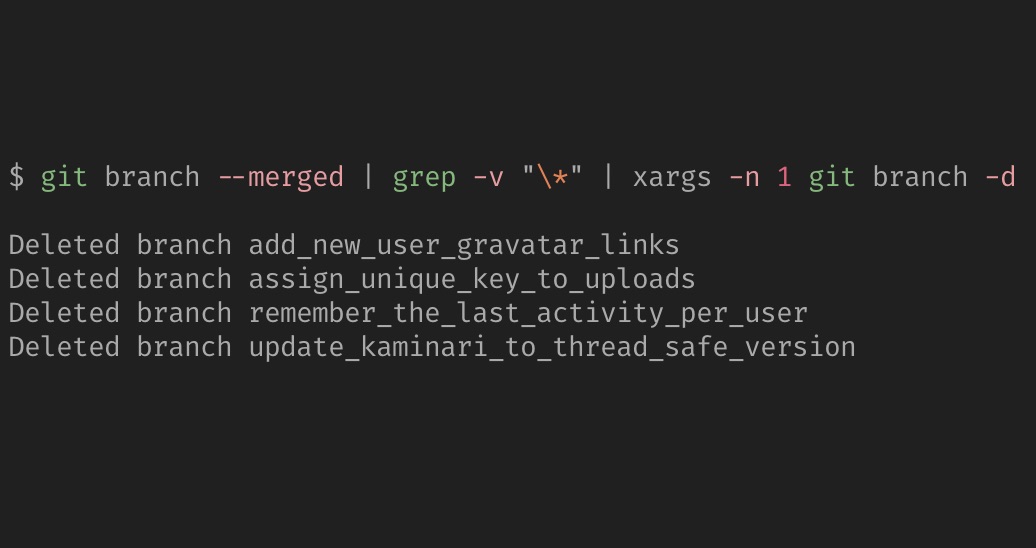 $ git branch --merged | grep -v "\*" | xargs -n 1 git branch -d
Deleted branch add_new_user_gravatar_links
Deleted branch assign_unique_key_to_uploads
Deleted branch remember_the_last_activity_per_user
Deleted branch update_kaminari_to_thread_safe_version